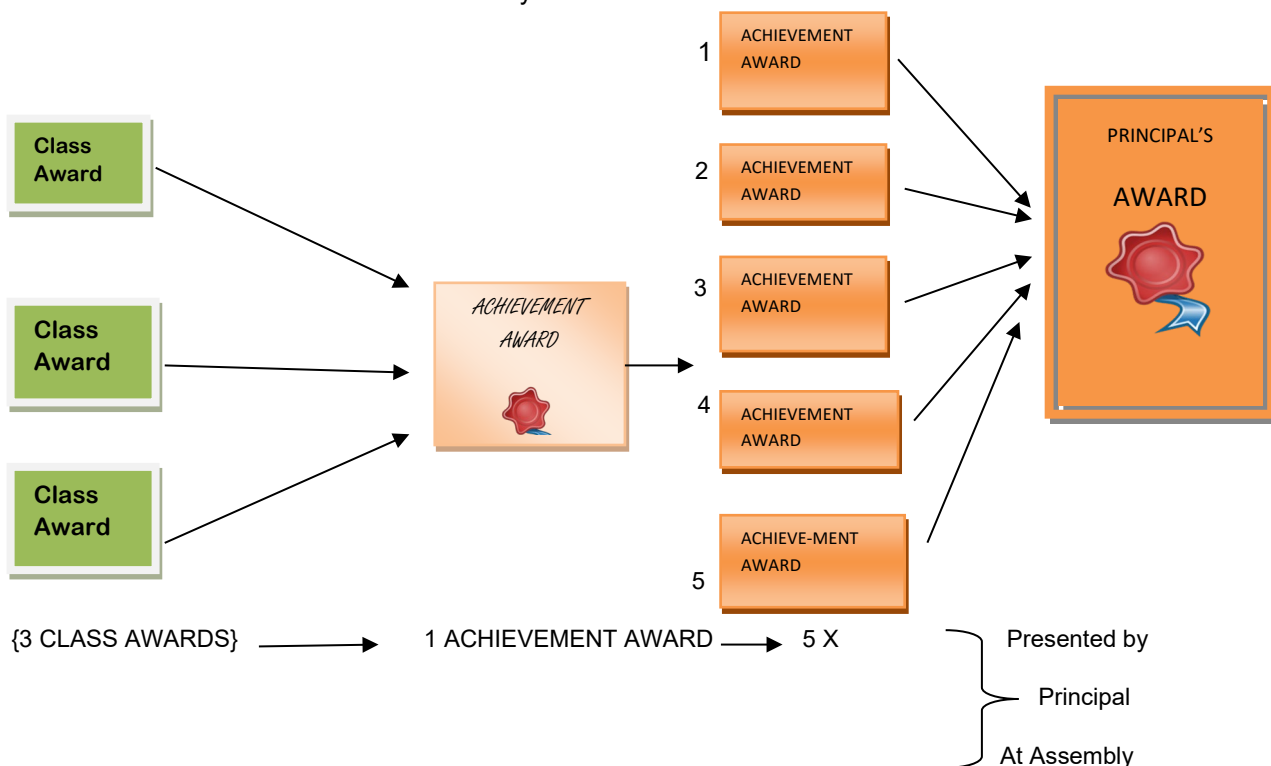 y
1
ACHIEVEMENT
AWARD
Class
Award
PRINCIPAL'S
AWARD
2
ACHIEVEMENT
AWARD
3
ACHIEVEMENT
AWARD
Class
Award
ACHIEVEMENT
AWARD
4
ACHIEVEMENT
AWARD
Class
Award
5
ACHIEVE-MENT
AWARD
{3 CLASS AWARDS}
1 ACHIEVEMENT AWARD
5 X
Presented by
Principal
At Assembly